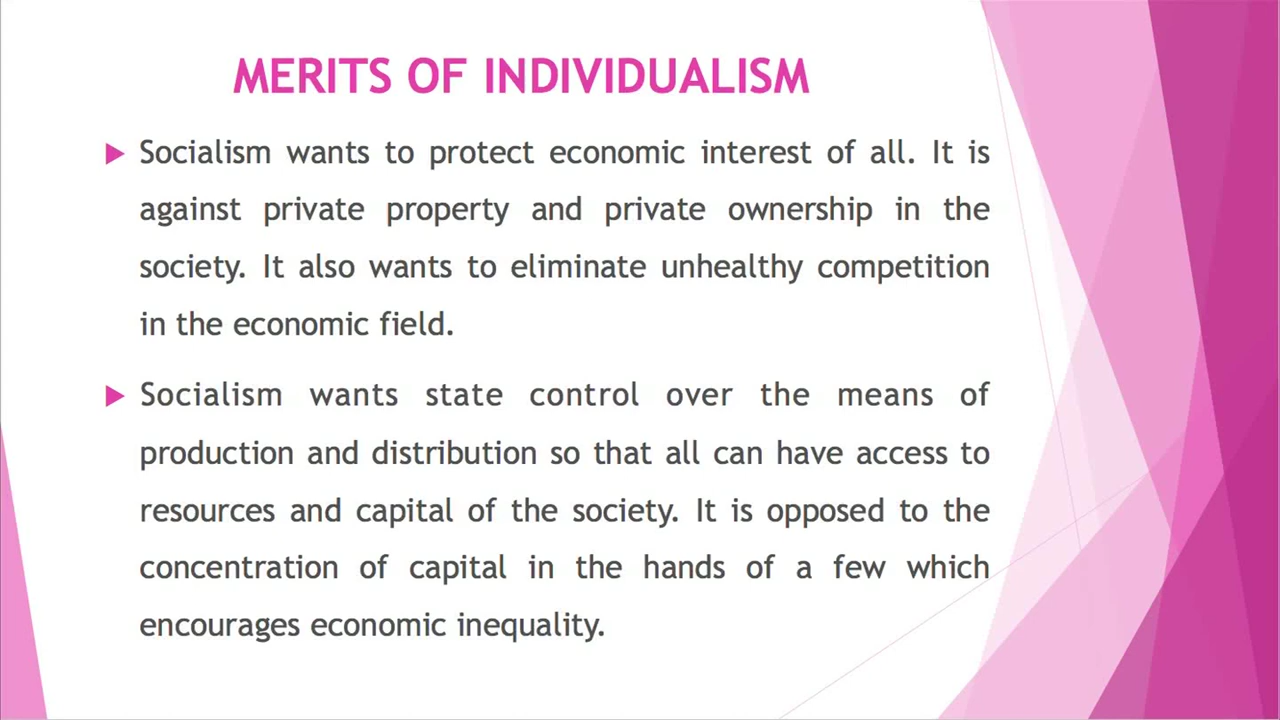 MERITS OF INDIVIDUALISM
Socialism wants to protect economic interest of all. It is
against private property and private ownership in the
society. It also wants to eliminate unhealthy competition
in the economic field.
Socialism wants state control over the means of
production and distribution so that all can have access to
resources and capital of the society. It is opposed to the
concentration of capital in the hands of a few which
encourages economic inequality.